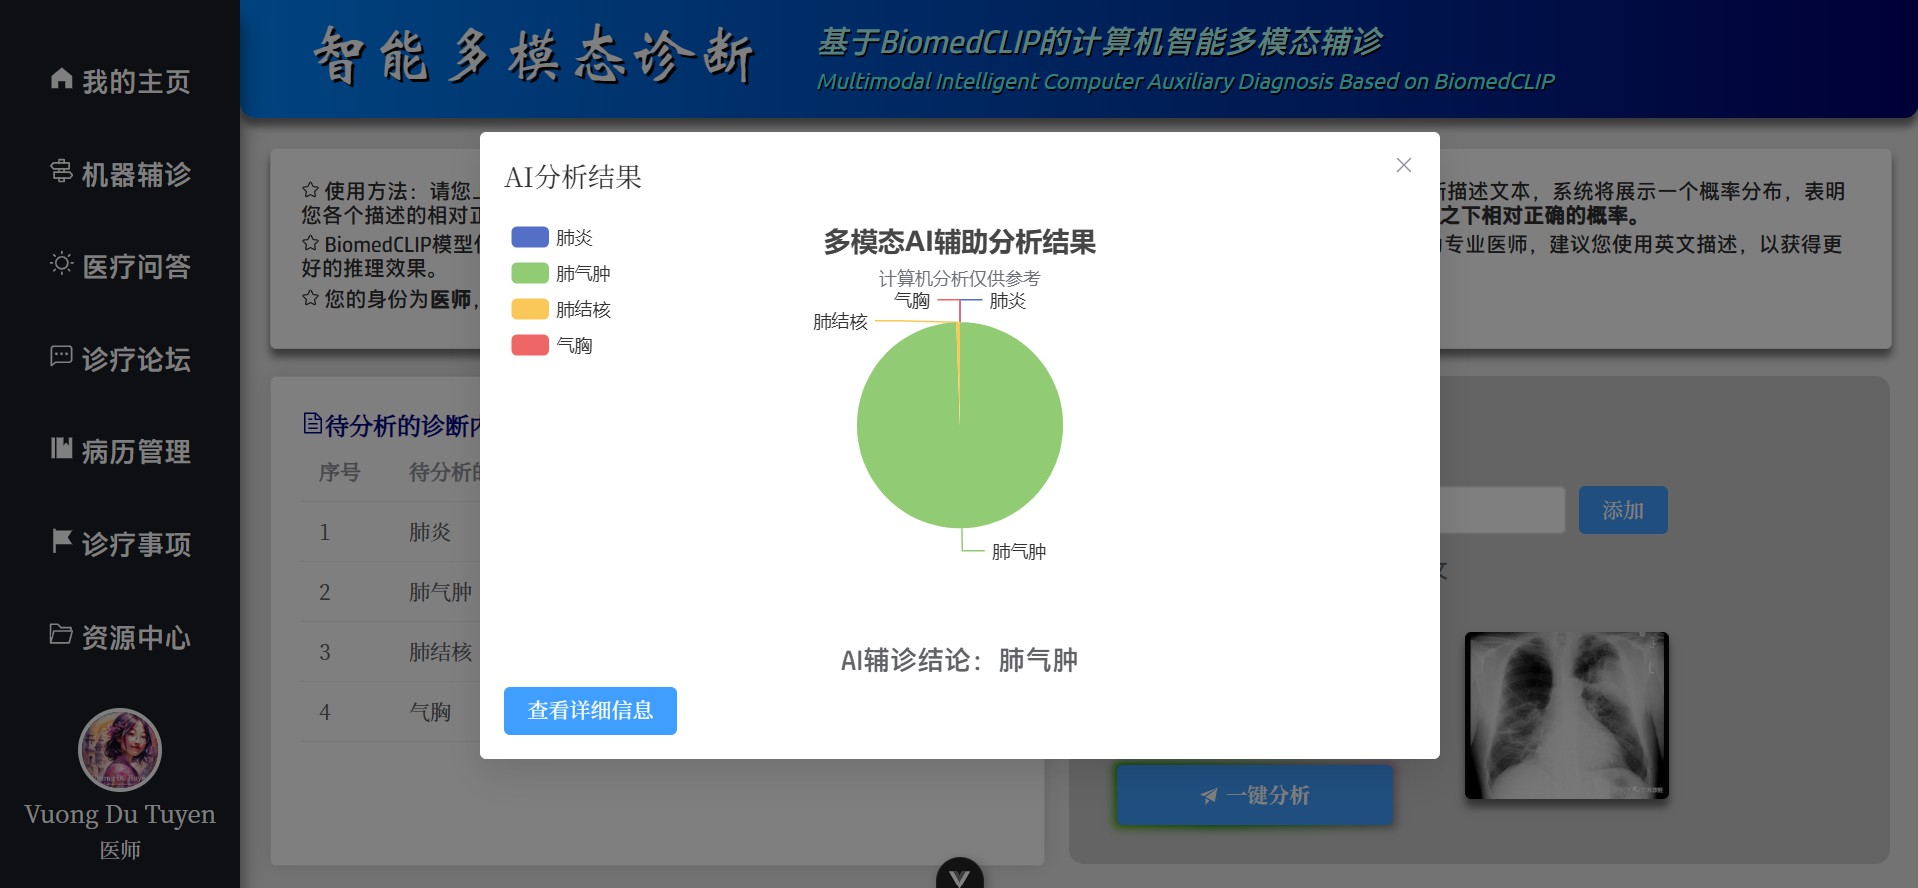 我的主页
机器辅诊
医疗问答
诊疗论坛
病历管理
诊疗事项
资源中心
Vuong Du Tuyen
医师
智能多模态诊断
基于BiomedCLIP的计算机智能多模态辅诊
Multimodal Intelligent Computer Auxiliary Diagnosis Based on BiomedCLIP
使用方法：请您
描述文本，系统将展示一个概率分布，表明
您各个描述的相对正
之下相对正确的概率。
BiomedCLIP模型
专业医师，建议您使用英文描述，以获得更
好的推理效果。
您的身份为医师，
待分析的诊断
序号 待分析的
1 肺炎
2 肺气肿
3 肺结核
4 气胸
AI分析结果
肺炎
肺气肿
肺结核
气胸
多模态AI辅助分析结果
计算机分析仅供参考
气胸 肺炎
肺结核
肺气肿
AI辅诊结论：肺气肿
查看详细信息
添加
一键分析